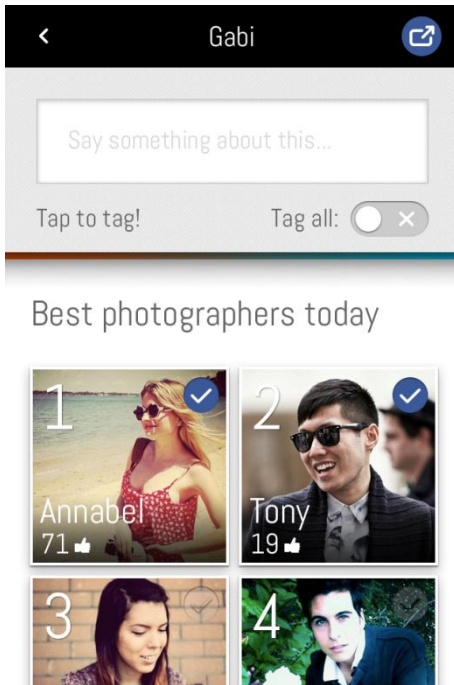 Gabi
Say something about this...
Tap to tag!
Tag all:
Best photographers today
1
2
Annabel
Tony
71
19
3
4